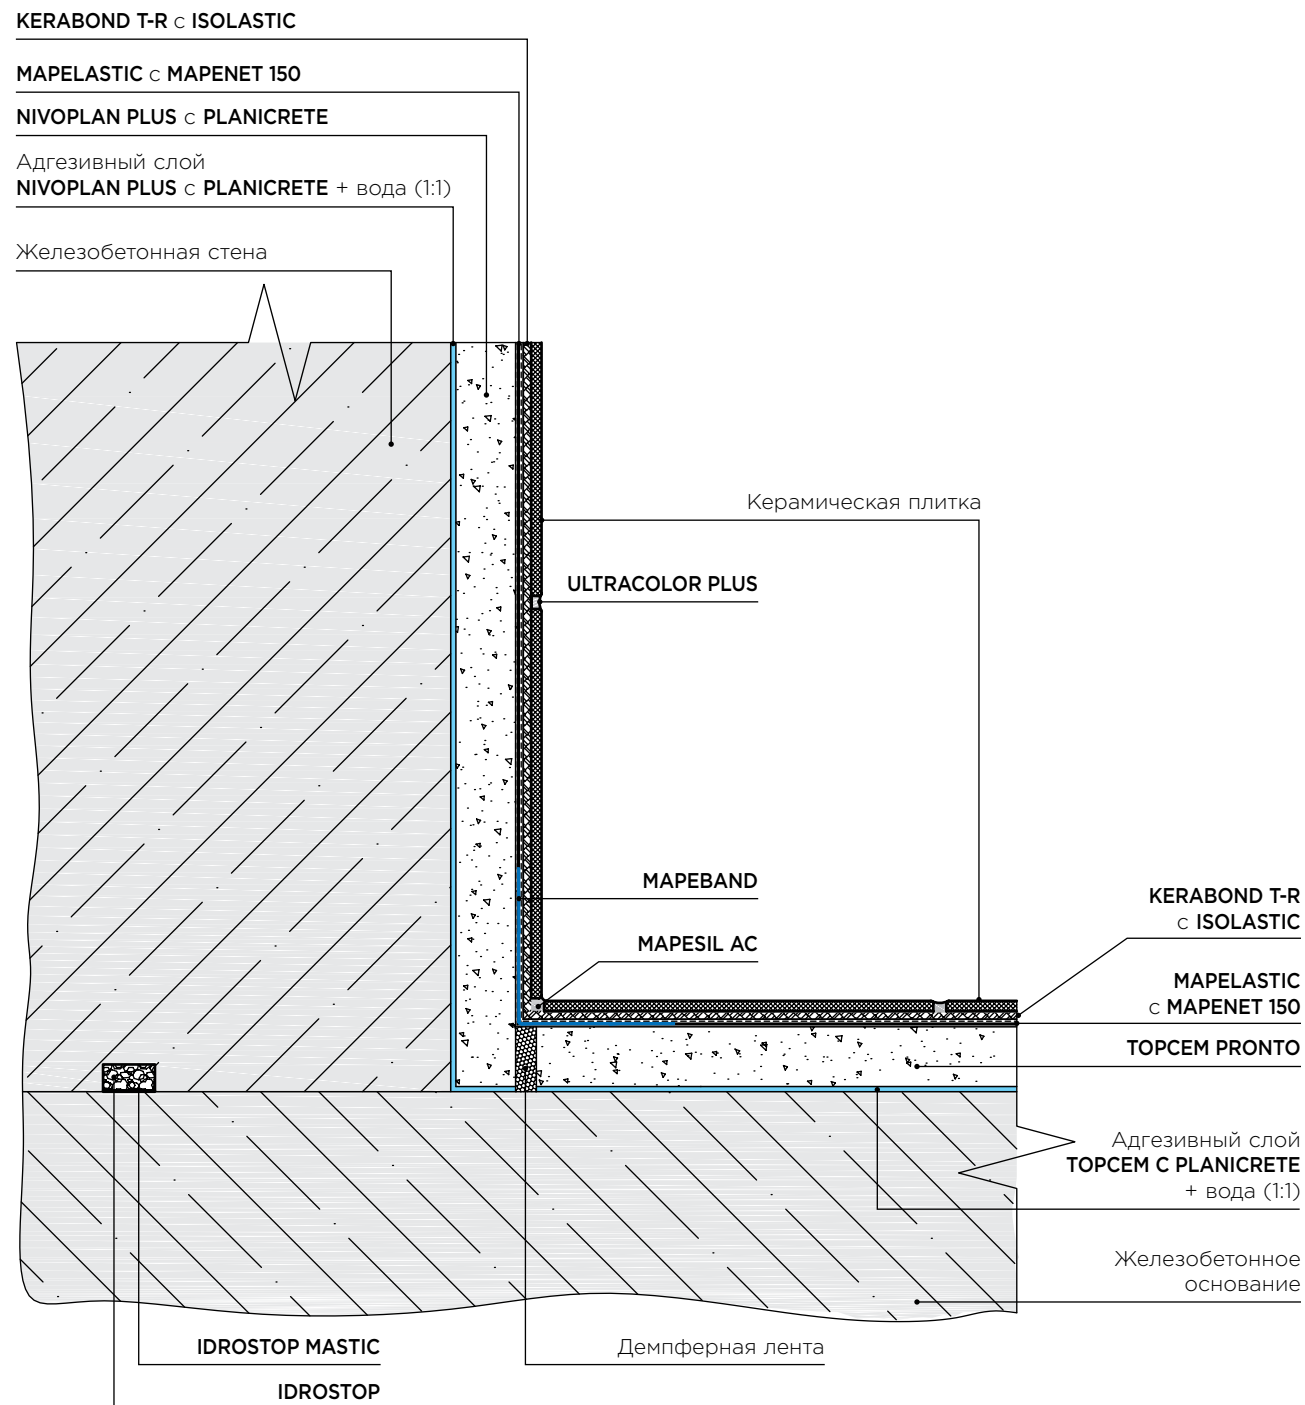 KERABOND T-R с ISOLASTIC
MAPELASTIC с MAPENET 150
NIVOPLAN PLUS с PLANICRETE
Адгезивный слой
NIVOPLAN PLUS с PLANICRETE + вода (1:1)
Железобетонная стена
Керамическая плитка
ULTRACOLOR PLUS
MAPEBAND
MAPESIL AC
KERABOND T-R
с ISOLASTIC
MAPELASTIC
с MAPENET 150
TOPCEM PRONTO
Адгезивный слой
TOPCEM С PLANICRETE
+ вода (1:1)
Железобетонное
основание
IDROSTOP MASTIC
Демпферная лента
IDROSTOP